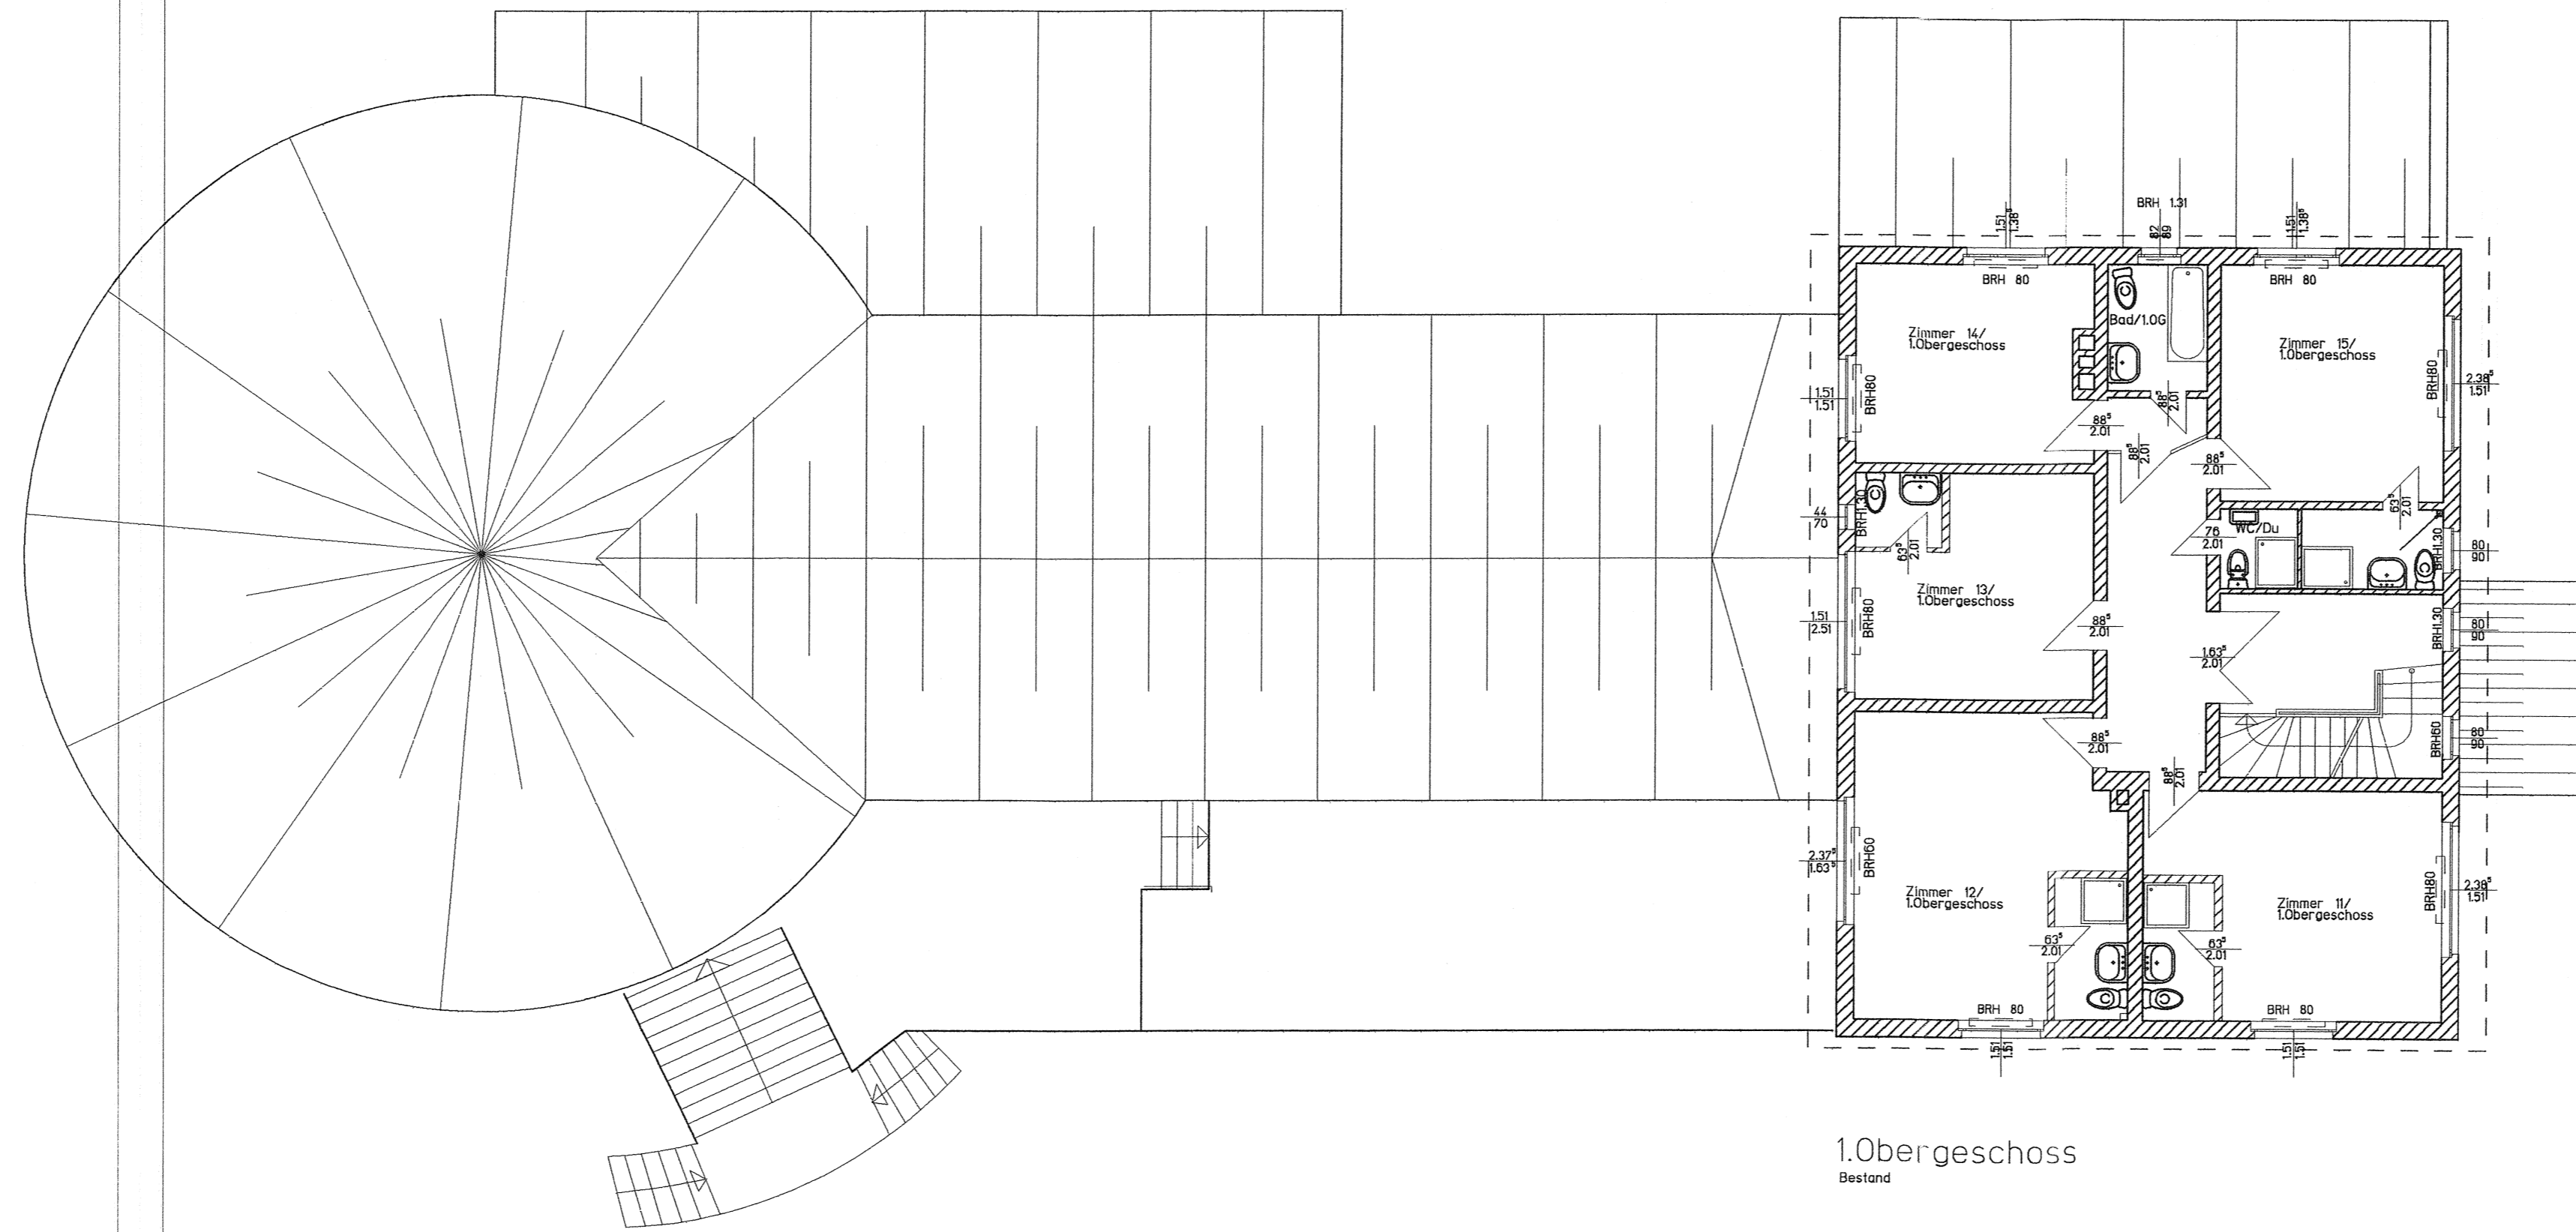 BRH 1.31
1.51
1.38⁵
82
89
1.51
1.38⁵
BRH 80
BRH 80
Bad/1.OG
Zimmer 14/
1.Obergeschoss
Zimmer 15/
1.Obergeschoss
1.51
1.51
BRH80
BRH80
2.38⁵
1.51
88⁵
2.01
88⁵
2.01
88⁵
2.01
88⁵
2.01
63⁵
2.01
44
70
BRH1.30
63⁵
2.01
76
2.01
WC/Du
BRH1.30
80
90
Zimmer 13/
1.Obergeschoss
1.51
2.51
BRH80
88⁵
2.01
1.63⁵
2.01
BRH1.30
80
90
88⁵
2.01
88⁵
2.01
BRH60
80
90
2.37⁵
1.63⁵
BRH60
Zimmer 12/
1.Obergeschoss
Zimmer 11/
1.Obergeschoss
BRH80
2.38⁵
1.51
63⁵
2.01
63⁵
2.01
BRH 80
BRH 80
1.51
1.51
1.51
1.51
1.Obergeschoss
Bestand